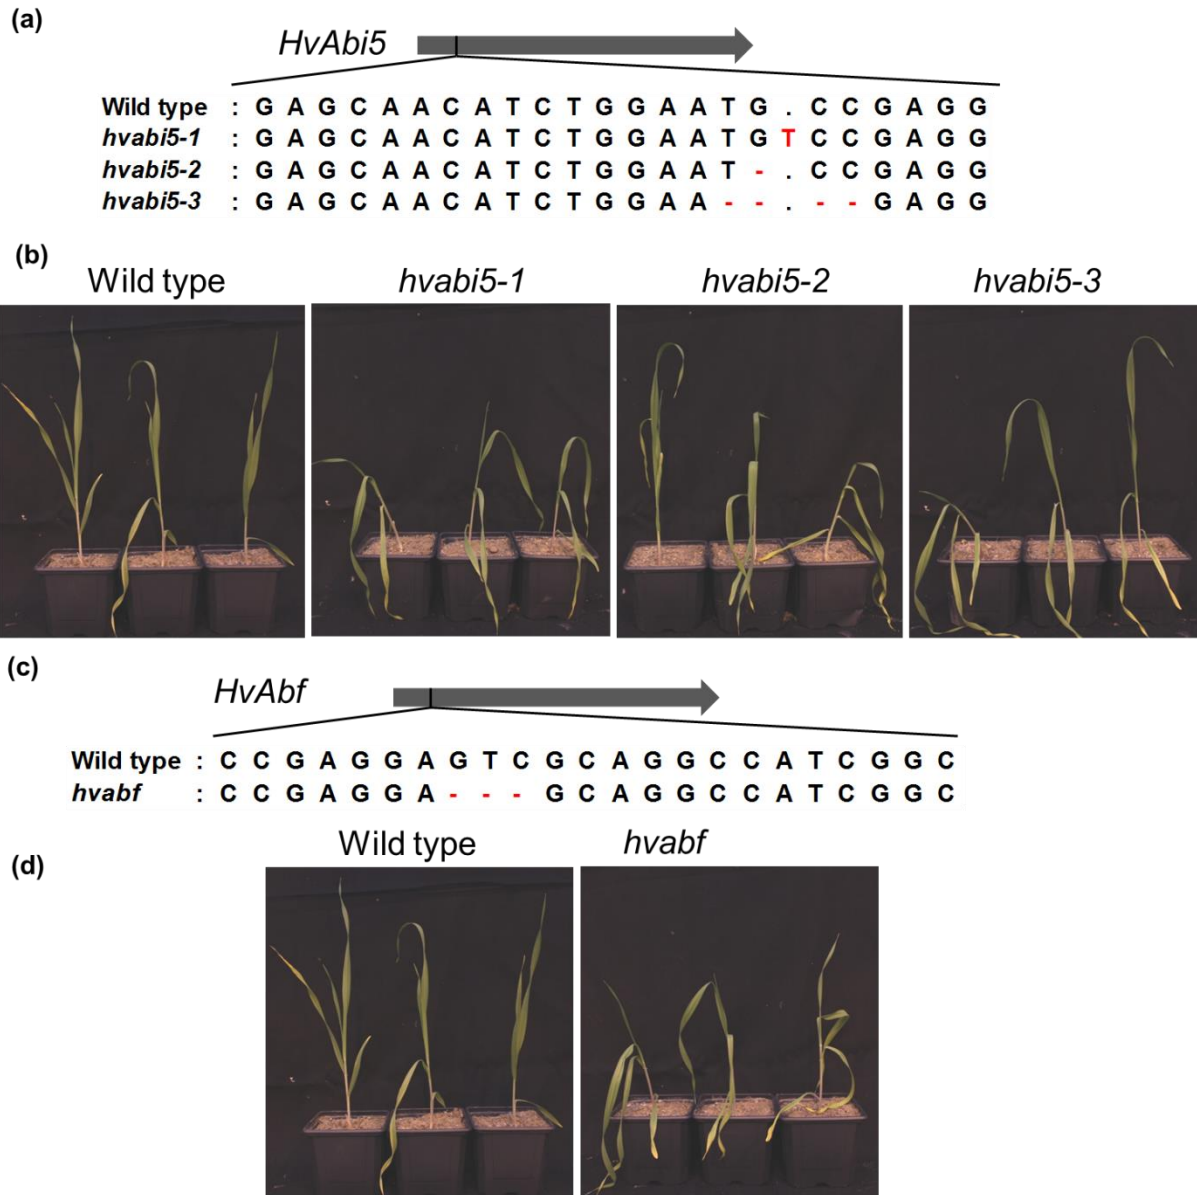 (a)
HvAbi5
Wild type : G A G C A A C A T C T G G A A T G . C C G A G G
hvabi5-1 : G A G C A A C A T C T G G A A T G T C C G A G G
hvabi5-2 : G A G C A A C A T C T G G A A T - . C C G A G G
hvabi5-3 : G A G C A A C A T C T G G A A - - . - - G A G G
(b)
Wild type hvabi5-1 hvabi5-2 hvabi5-3
(c)
HvAbf
Wild type : C C G A G G A G T C G C A G G C C A T C G G C
hvabf : C C G A G G A - - - G C A G G C C A T C G G C
(d)
Wild type hvabf